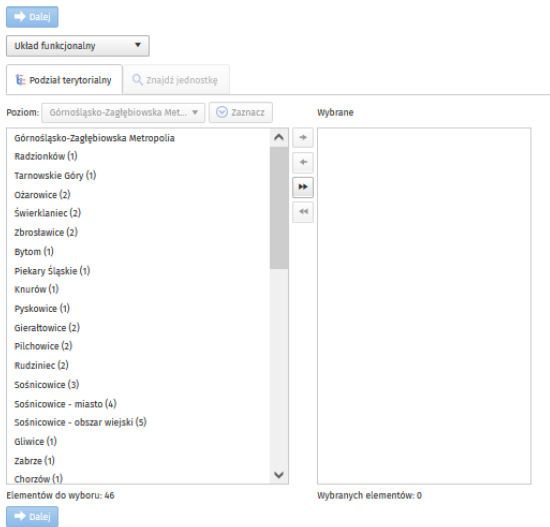 Dalej
Układ funkcjonalny
Podział terytorialny
Znajdź jednostkę
Poziom: Górnośląsko-Zagłębiowska Met... Zaznacz
Wybrane
Górnośląsko-Zagłębiowska Metropolia
Radzionków (1)
Tarnowskie Góry (1)
Ożarowice (2)
Świerklaniec (2)
Zbrosławice (2)
Bytom (1)
Piekary Śląskie (1)
Knurów (1)
Pyskowice (1)
Gierałtowice (2)
Pilchowice (2)
Rudziniec (2)
Sośnicowice (3)
Sośnicowice - miasto (4)
Sośnicowice - obszar wiejski (5)
Gliwice (1)
Zabrze (1)
Chorzów (1)
Elementów do wyboru: 46
Wybranych elementów: 0
Dalej